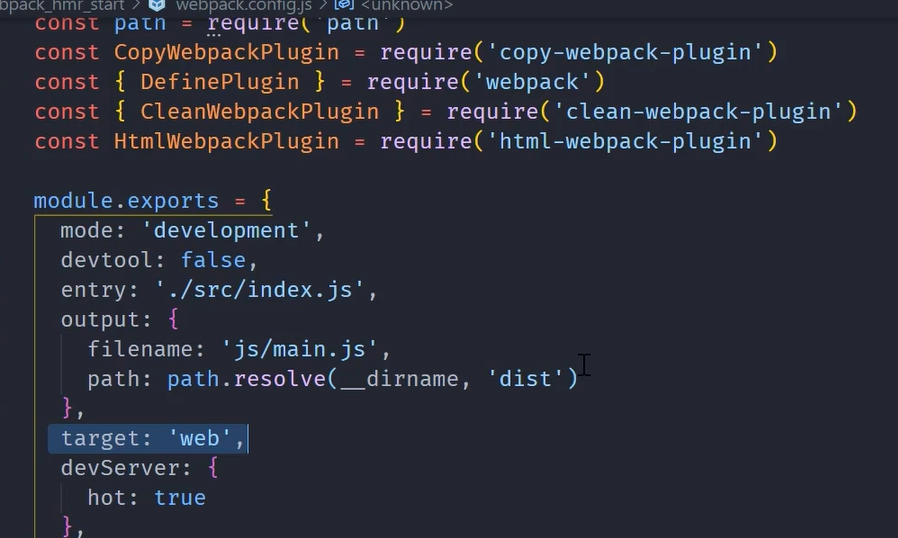 bpack_hmr_start > webpack.config.js > <unknown>
const path = require('path')
const CopyWebpackPlugin = require('copy-webpack-plugin')
const { DefinePlugin } = require('webpack')
const { CleanWebpackPlugin } = require('clean-webpack-plugin')
const HtmlWebpackPlugin = require('html-webpack-plugin')
module.exports = {
mode: 'development',
devtool: false,
entry: './src/index.js',
output: {
filename: 'js/main.js',
path: path.resolve(__dirname, 'dist')
},
target: 'web',
devServer: {
hot: true
},